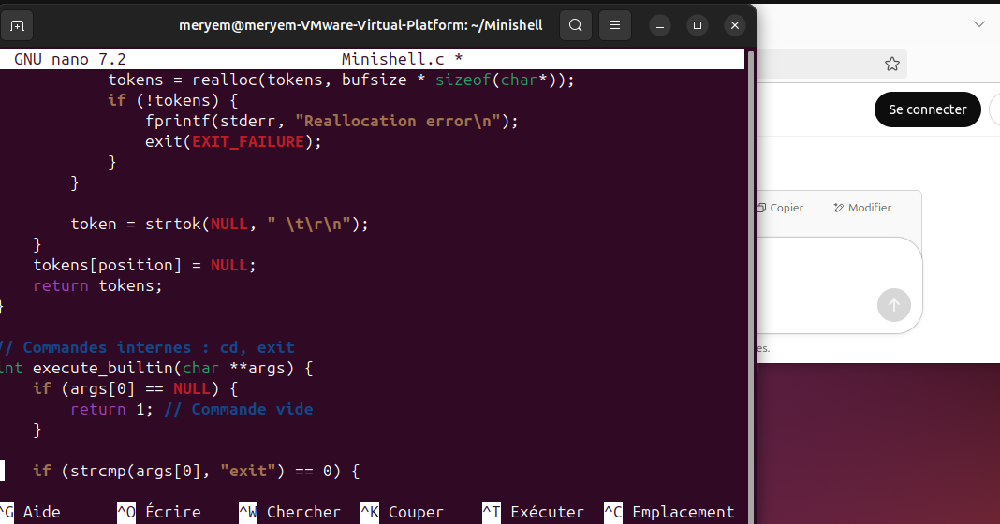 meryem@meryem-VMware-Virtual-Platform: ~/Minishell
GNU nano 7.2 Minishell.c *
tokens = realloc(tokens, bufsize * sizeof(char*));
if (!tokens) {
fprintf(stderr, "Reallocation error\n");
exit(EXIT_FAILURE);
}
}
token = strtok(NULL, " \t\r\n");
}
tokens[position] = NULL;
return tokens;
}
// Commandes internes : cd, exit
int execute_builtin(char **args) {
if (args[0] == NULL) {
return 1; // Commande vide
}
if (strcmp(args[0], "exit") == 0) {
^G Aide ^O Écrire ^W Chercher ^K Couper ^T Exécuter ^C Emplacement
Se connecter
Copier Modifier